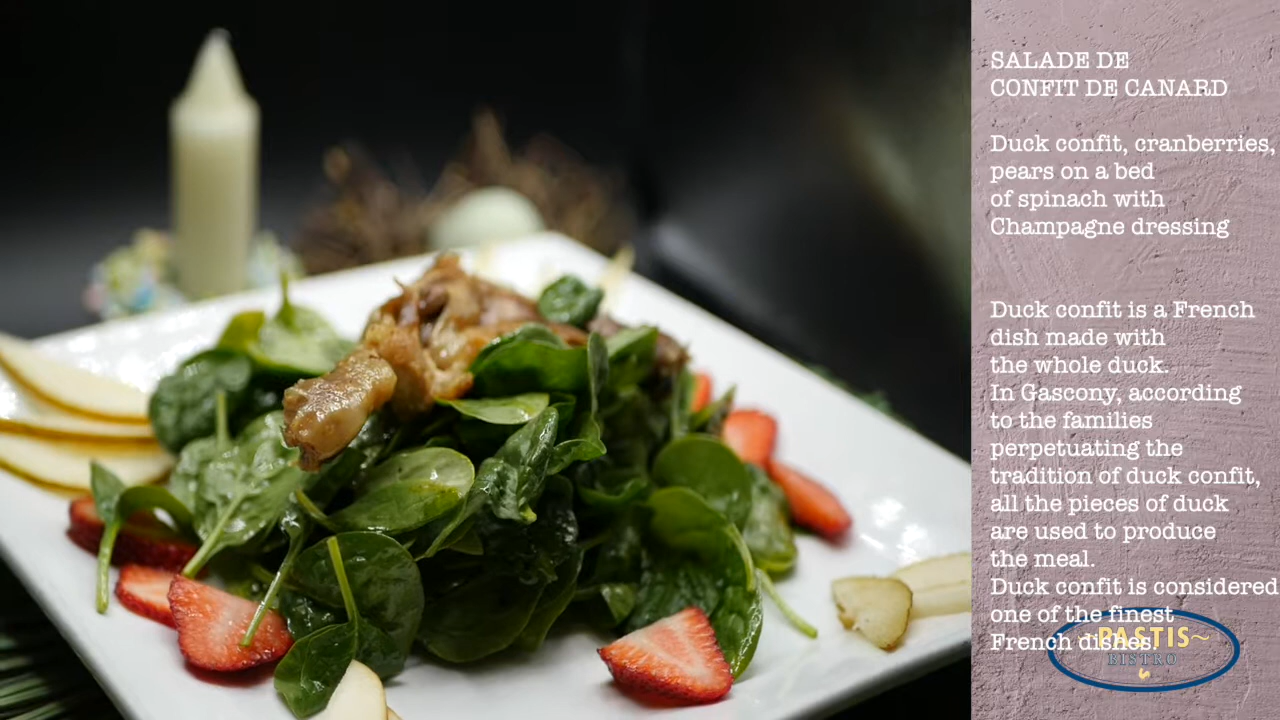 SALADE DE
CONFIT DE CANARD
Duck confit, cranberries,
pears on a bed
of spinach with
Champagne dressing
Duck confit is a French
dish made with
the whole duck.
In Gascony, according
to the families
perpetuating the
tradition of duck confit,
all the pieces of duck
are used to produce
the meal.
Duck confit is considered
one of the finest
French dishes.
~PASTIS~
BISTRO